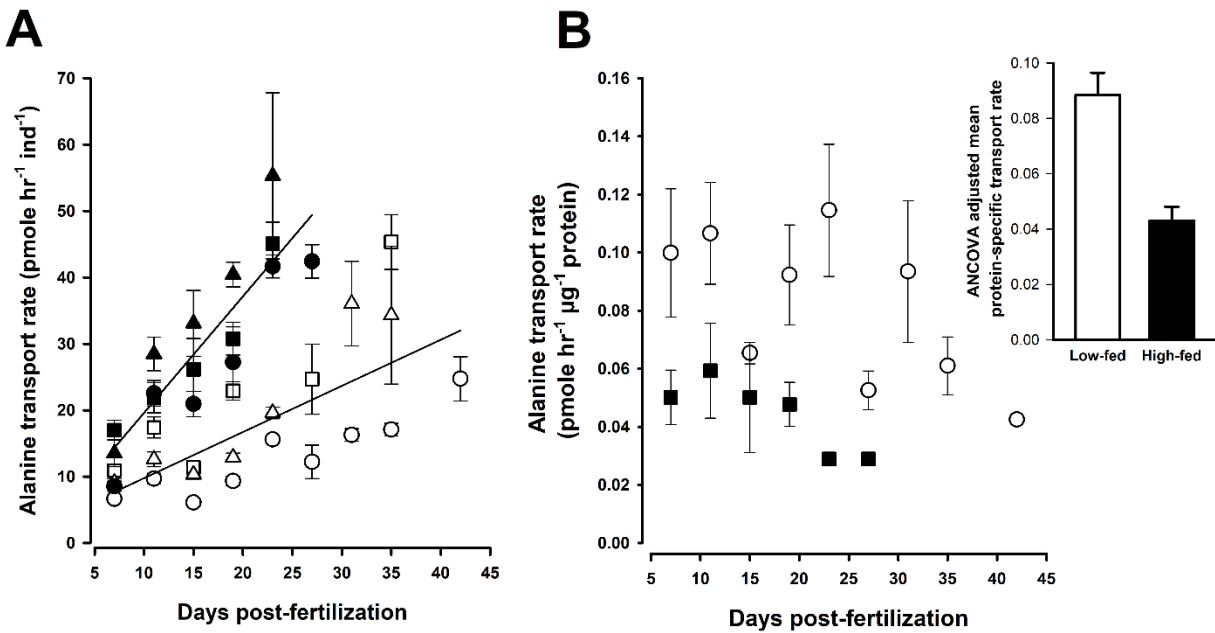 A
Alanine transport rate (pmole hr-1 ind-1)
70
60
50
40
30
20
10
0
5 10 15 20 25 30 35 40 45
Days post-fertilization
B
Alanine transport rate
(pmole hr-1 µg-1 protein)
0.16
0.14
0.12
0.10
0.08
0.06
0.04
0.02
0.00
5 10 15 20 25 30 35 40 45
Days post-fertilization
ANCOVA adjusted mean
protein-specific transport rate
0.10
0.08
0.06
0.04
0.02
0.00
Low-fed High-fed